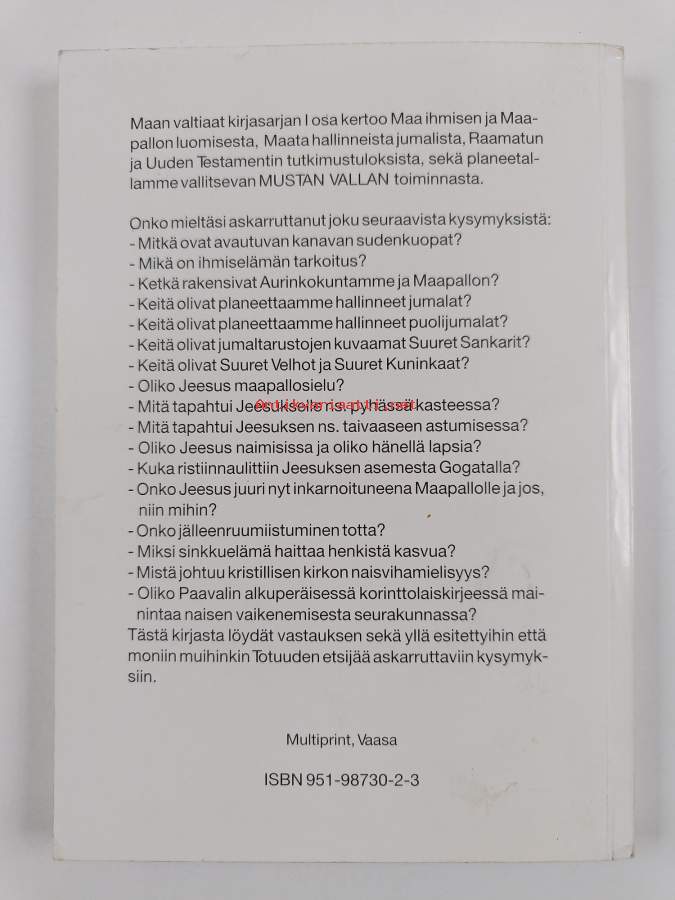 Maan valtiaat kirjasarjan I osa kertoo Maa ihmisen ja Maa-
pallon luomisesta, Maata hallinneista jumalista, Raamatun
ja Uuden Testamentin tutkimustuloksista, sekä planeetal-
lamme vallitsevan MUSTAN VALLAN toiminnasta.
Onko mieltäsi askarruttanut joku seuraavista kysymyksistä:
- Mitkä ovat avautuvan kanavan sudenkuopat?
- Mikä on ihmiselämän tarkoitus?
- Ketkä rakensivat Aurinkokuntamme ja Maapallon?
- Keitä olivat planeettaamme hallinneet jumalat?
- Keitä olivat planeettaamme hallinneet puolijumalat?
- Keitä olivat jumaltarustojen kuvaamat Suuret Sankarit?
- Keitä olivat Suuret Velhot ja Suuret Kuninkaat?
- Oliko Jeesus maapallosielu?
- Mitä tapahtui Jeesukselle ns. pyhässä kasteessa?
- Mitä tapahtui Jeesuksen ns. taivaaseen astumisessa?
- Oliko Jeesus naimisissa ja oliko hänellä lapsia?
- Kuka ristiinnaulittiin Jeesuksen asemesta Gogatalla?
- Onko Jeesus juuri nyt inkarnoituneena Maapallolle ja jos,
niin mihin?
- Onko jälleenruumiistuminen totta?
- Miksi sinkkuelämä haittaa henkistä kasvua?
- Mistä johtuu kristillisen kirkon naisvihamielisyys?
- Oliko Paavalin alkuperäisessä korinttolaiskirjeessä mai-
nintaa naisen vaikenemisesta seurakunnassa?
Tästä kirjasta löydät vastauksen sekä yllä esitettyihin että
moniin muihinkin Totuuden etsijää askarruttaviin kysymyk-
siin.
Multiprint, Vaasa
ISBN 951-98730-2-3